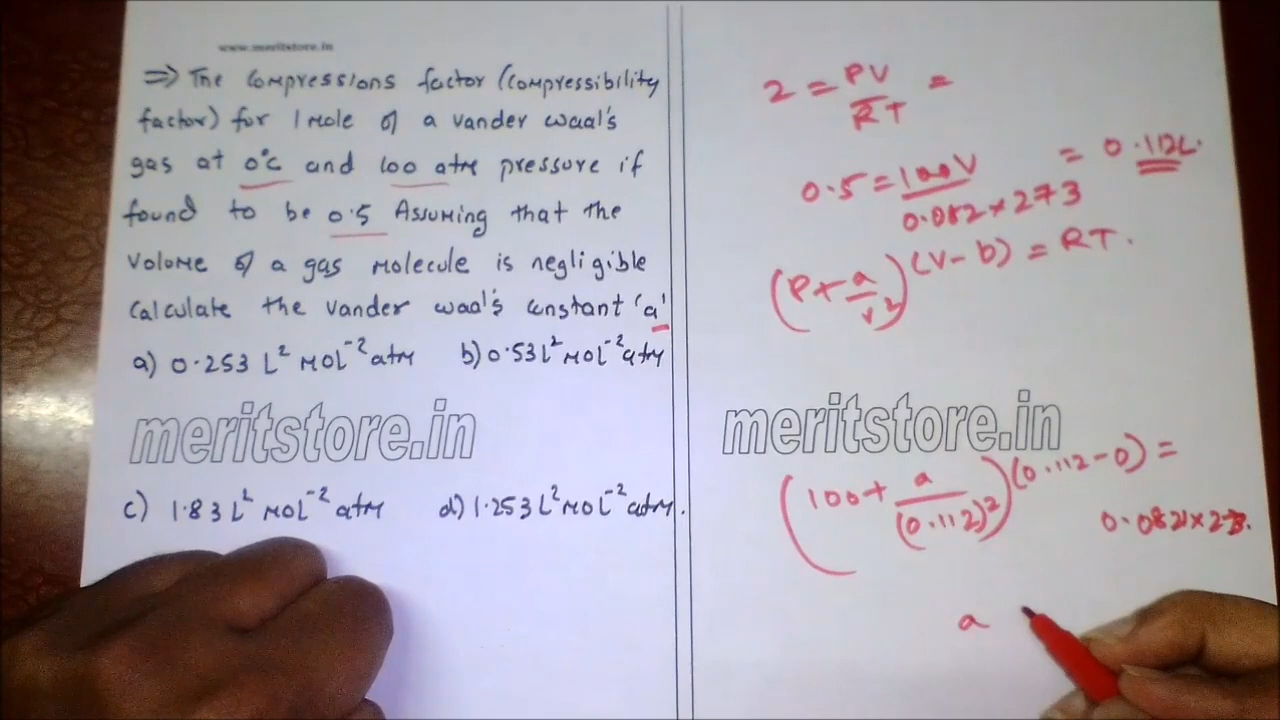 www.meritstore.in
⇒ The compressions factor (compressibility
factor) for 1 mole of a vander waal's
gas at 0°C and 100 atm pressure if
found to be 0.5 Assuming that the
volume of a gas molecule is negligible
calculate the vander waal's constant 'a'
a) 0.253 L² MOL⁻² atm b) 0.53 L² MOL⁻² atm
meritstore.in
c) 1.83 L² MOL⁻² atm d) 1.253 L² MOL⁻² atm.
2 = PV/RT =
0.5 = 100V/0.082×273 = 0.112L.
(P+a/v²)(V-b) = RT.
meritstore.in
(100+a/(0.112)²)(0.112-0) =
0.0821×273.
a